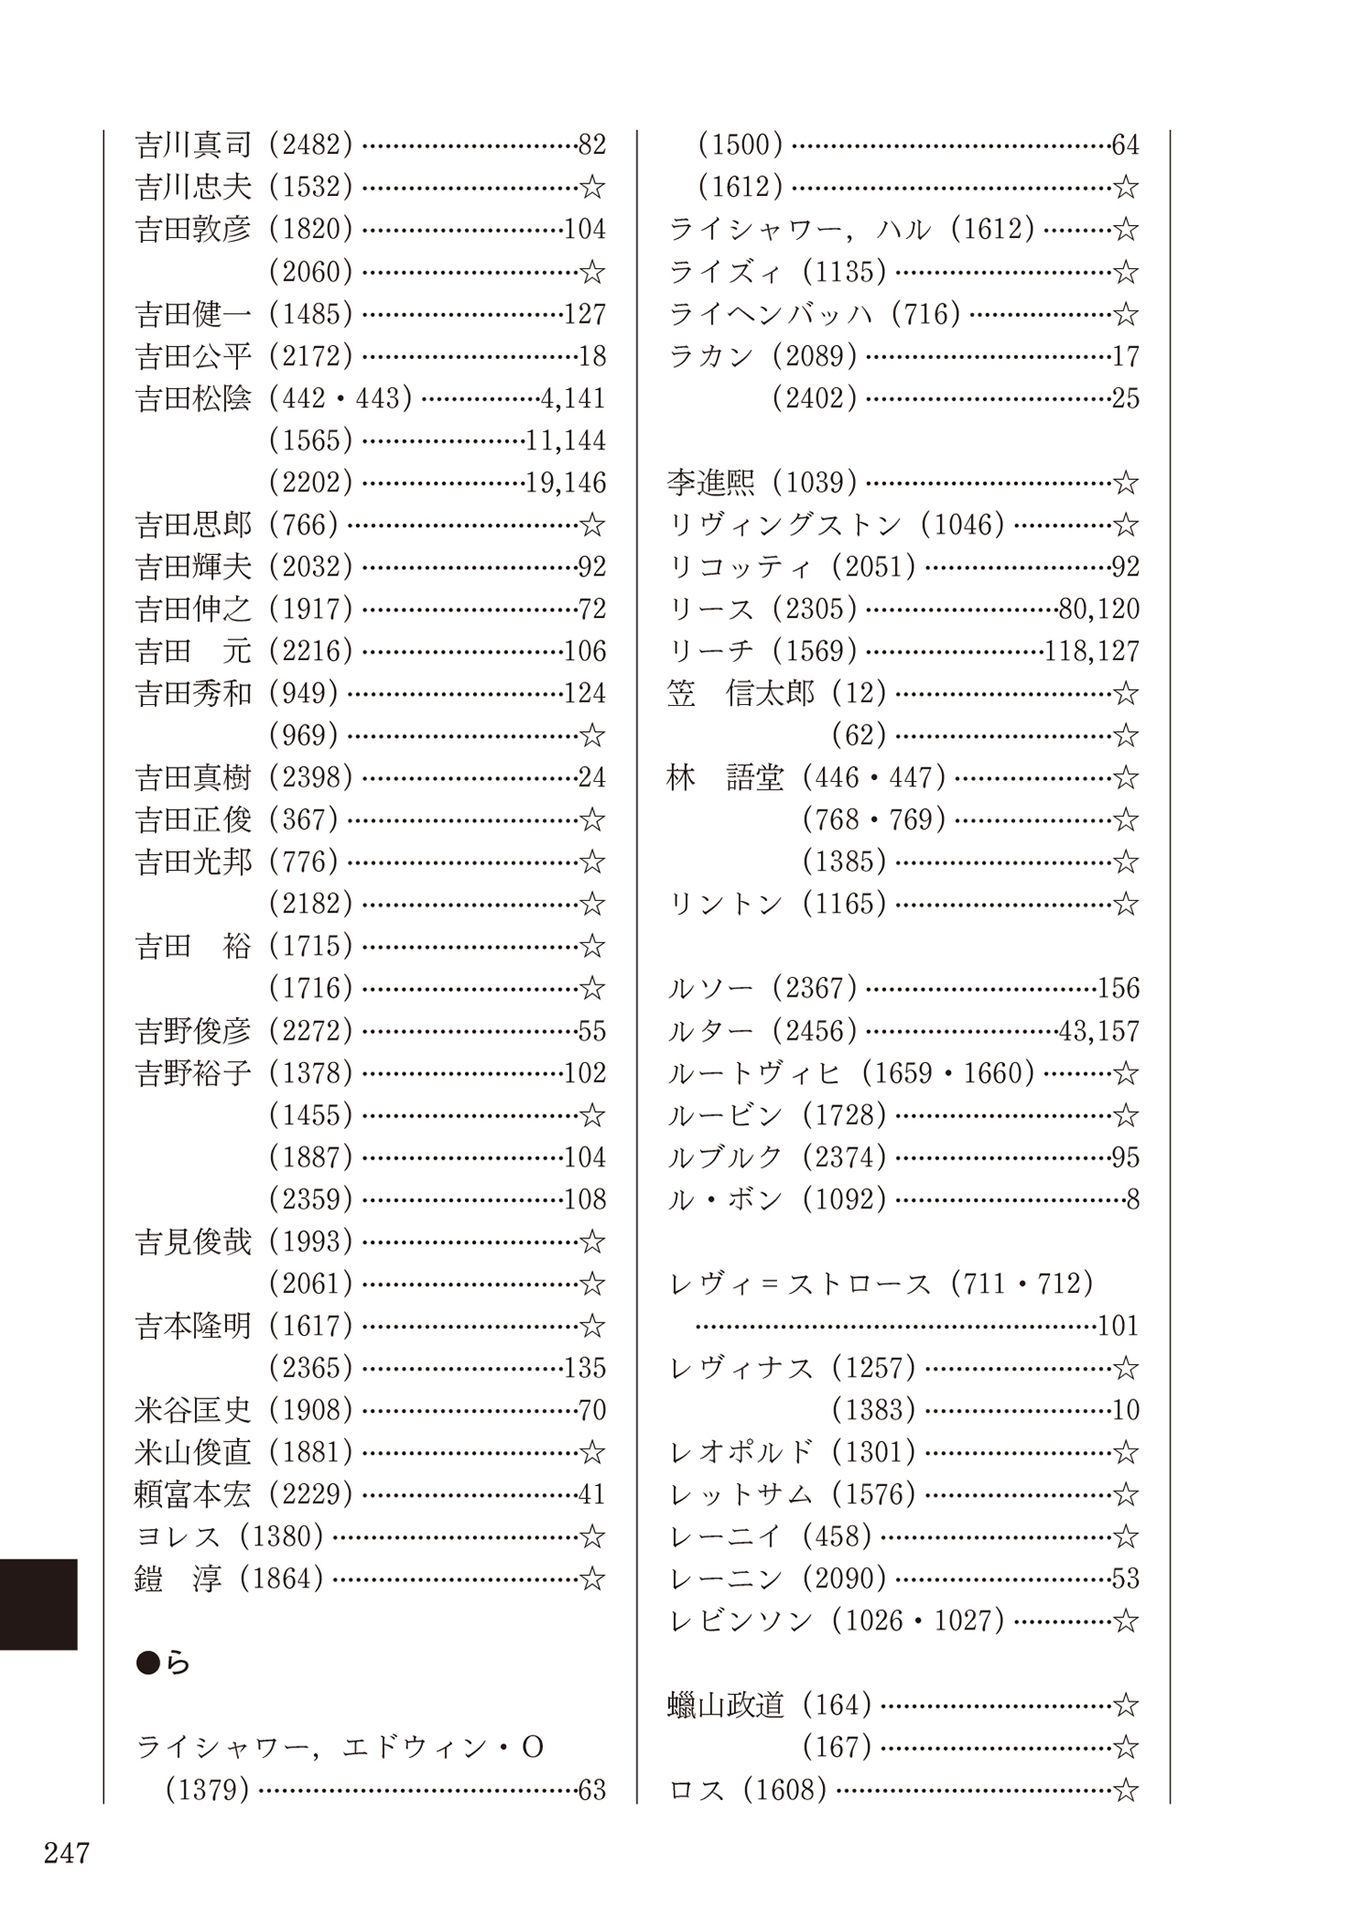 吉川真司（2482）…………………………82
吉川忠夫（1532）…………………………☆
吉田敦彦（1820）………………………104
（2060）…………………………☆
吉田健一（1485）………………………127
吉田公平（2172）…………………………18
吉田松陰（442・443）……………4,141
（1565）…………………11,144
（2202）…………………19,146
吉田思郎（766）…………………………☆
吉田輝夫（2032）…………………………92
吉田伸之（1917）…………………………72
吉田　元（2216）………………………106
吉田秀和（949）…………………………124
（969）…………………………☆
吉田真樹（2398）…………………………24
吉田正俊（367）…………………………☆
吉田光邦（776）…………………………☆
（2182）…………………………☆
吉田　裕（1715）…………………………☆
（1716）…………………………☆
吉野俊彦（2272）…………………………55
吉野裕子（1378）………………………102
（1455）…………………………☆
（1887）………………………104
（2359）………………………108
吉見俊哉（1993）…………………………☆
（2061）…………………………☆
吉本隆明（1617）…………………………☆
（2365）………………………135
米谷匡史（1908）…………………………70
米山俊直（1881）…………………………☆
頼富本宏（2229）…………………………41
ヨレス（1380）……………………………☆
鎧　淳（1864）……………………………☆
●ら
ライシャワー，エドウィン・O
（1379）……………………………………63
（1500）……………………………………64
（1612）……………………………………☆
ライシャワー，ハル（1612）………☆
ライズィ（1135）…………………………☆
ライヘンバッハ（716）………………☆
ラカン（2089）……………………………17
（2402）……………………………25
李進熙（1039）……………………………☆
リヴィングストン（1046）…………☆
リコッティ（2051）……………………92
リース（2305）……………………80,120
リーチ（1569）…………………118,127
笠　信太郎（12）…………………………☆
（62）…………………………☆
林　語堂（446・447）…………………☆
（768・769）…………………☆
（1385）…………………………☆
リントン（1165）…………………………☆
ルソー（2367）…………………………156
ルター（2456）……………………43,157
ルートヴィヒ（1659・1660）………☆
ルービン（1728）…………………………☆
ルブルク（2374）…………………………95
ル・ボン（1092）…………………………8
レヴィ＝ストロース（711・712）
……………………………………………101
レヴィナス（1257）……………………☆
（1383）……………………10
レオポルド（1301）……………………☆
レットサム（1576）……………………☆
レーニイ（458）…………………………☆
レーニン（2090）…………………………53
レビンソン（1026・1027）…………☆
蠟山政道（164）…………………………☆
（167）…………………………☆
ロス（1608）………………………………☆
247